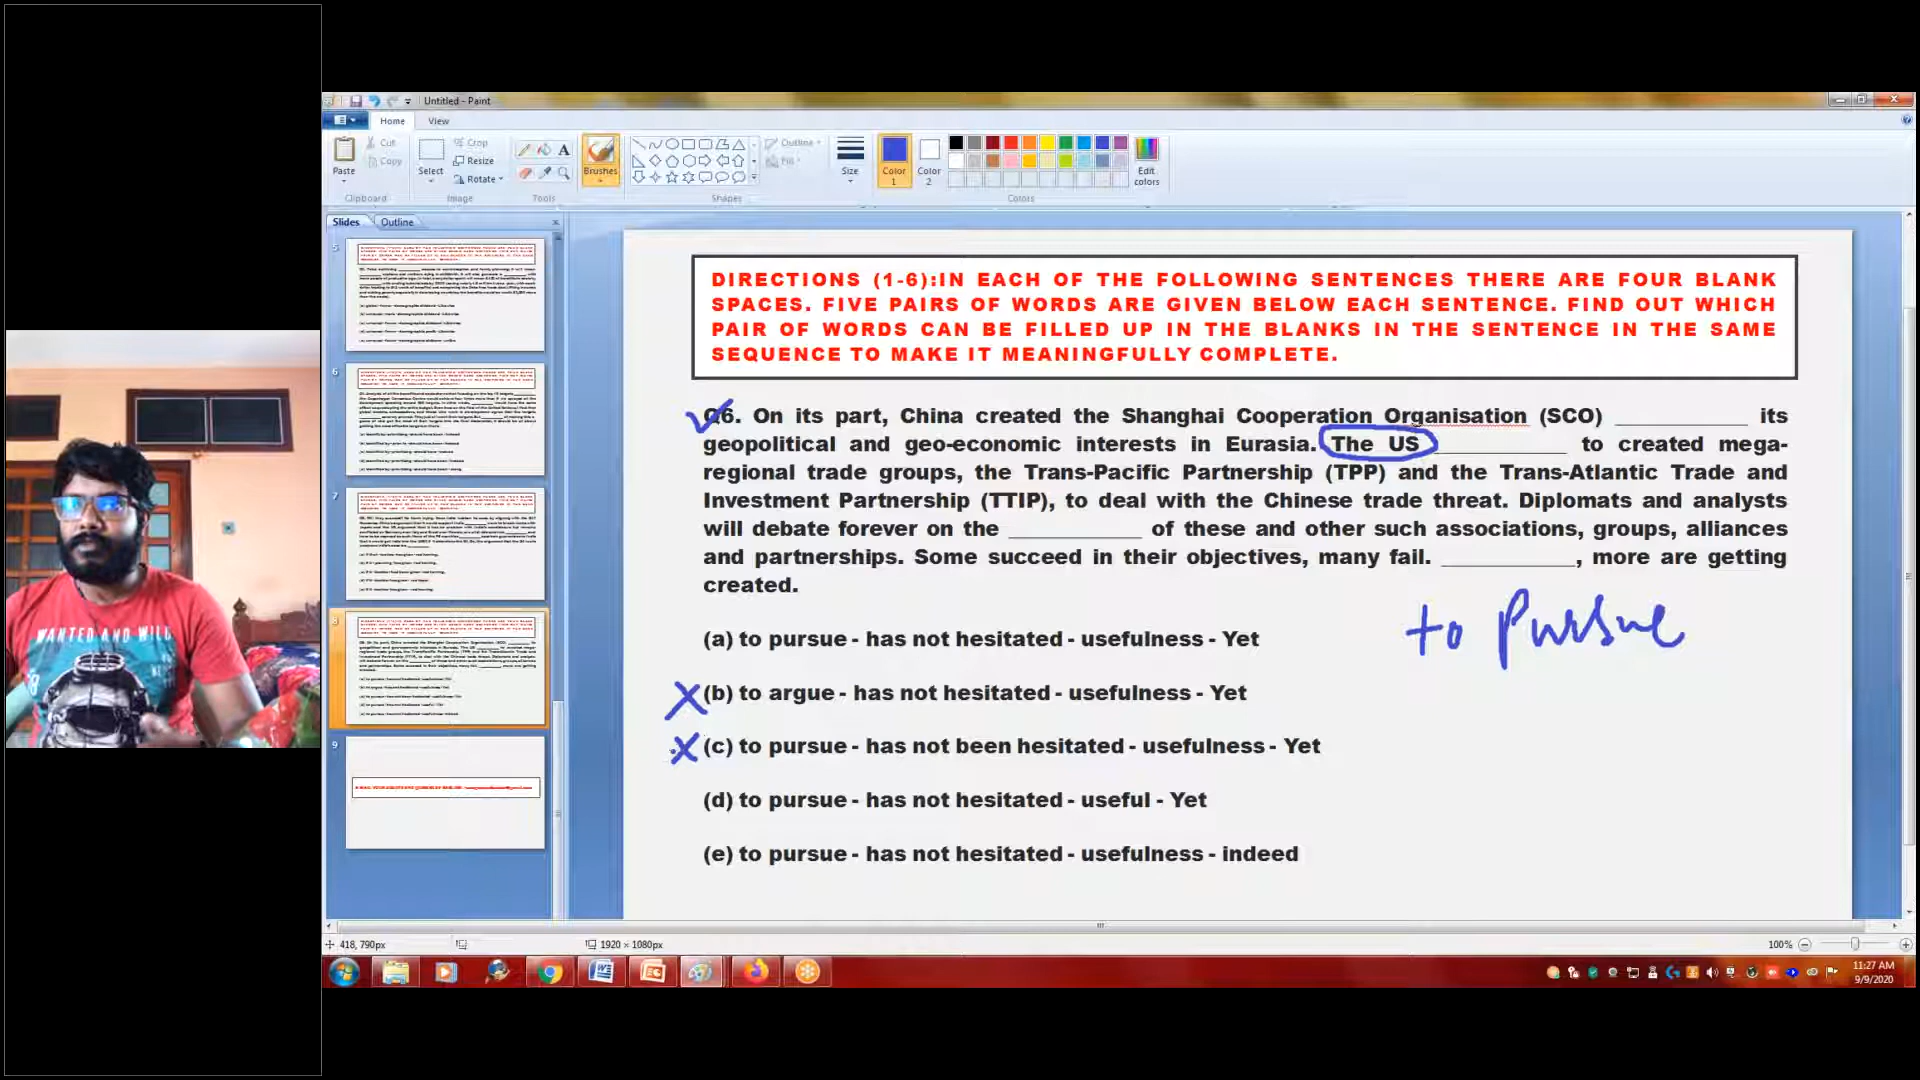 Untitled - Paint
Home
View
Paste
Cut
Copy
Clipboard
Select
Crop
Resize
Rotate
Image
A
Tools
Brushes
Outline
Fill
Shapes
Size
Color
1
Color
2
Edit
colors
Colors
Slides
Outline
5
6
7
8
9
DIRECTIONS (1-6):IN EACH OF THE FOLLOWING SENTENCES THERE ARE FOUR BLANK
SPACES. FIVE PAIRS OF WORDS ARE GIVEN BELOW EACH SENTENCE. FIND OUT WHICH
PAIR OF WORDS CAN BE FILLED UP IN THE BLANKS IN THE SENTENCE IN THE SAME
SEQUENCE TO MAKE IT MEANINGFULLY COMPLETE.
Q6. On its part, China created the Shanghai Cooperation Organisation (SCO) __________ its
geopolitical and geo-economic interests in Eurasia. The US __________ to created mega-
regional trade groups, the Trans-Pacific Partnership (TPP) and the Trans-Atlantic Trade and
Investment Partnership (TTIP), to deal with the Chinese trade threat. Diplomats and analysts
will debate forever on the __________ of these and other such associations, groups, alliances
and partnerships. Some succeed in their objectives, many fail. __________, more are getting
created.
to Pursue
(a) to pursue - has not hesitated - usefulness - Yet
(b) to argue - has not hesitated - usefulness - Yet
(c) to pursue - has not been hesitated - usefulness - Yet
(d) to pursue - has not hesitated - useful - Yet
(e) to pursue - has not hesitated - usefulness - indeed
WANTED AND WILD
418, 790px
1920 × 1080px
100%
11:27 AM
9/9/2020